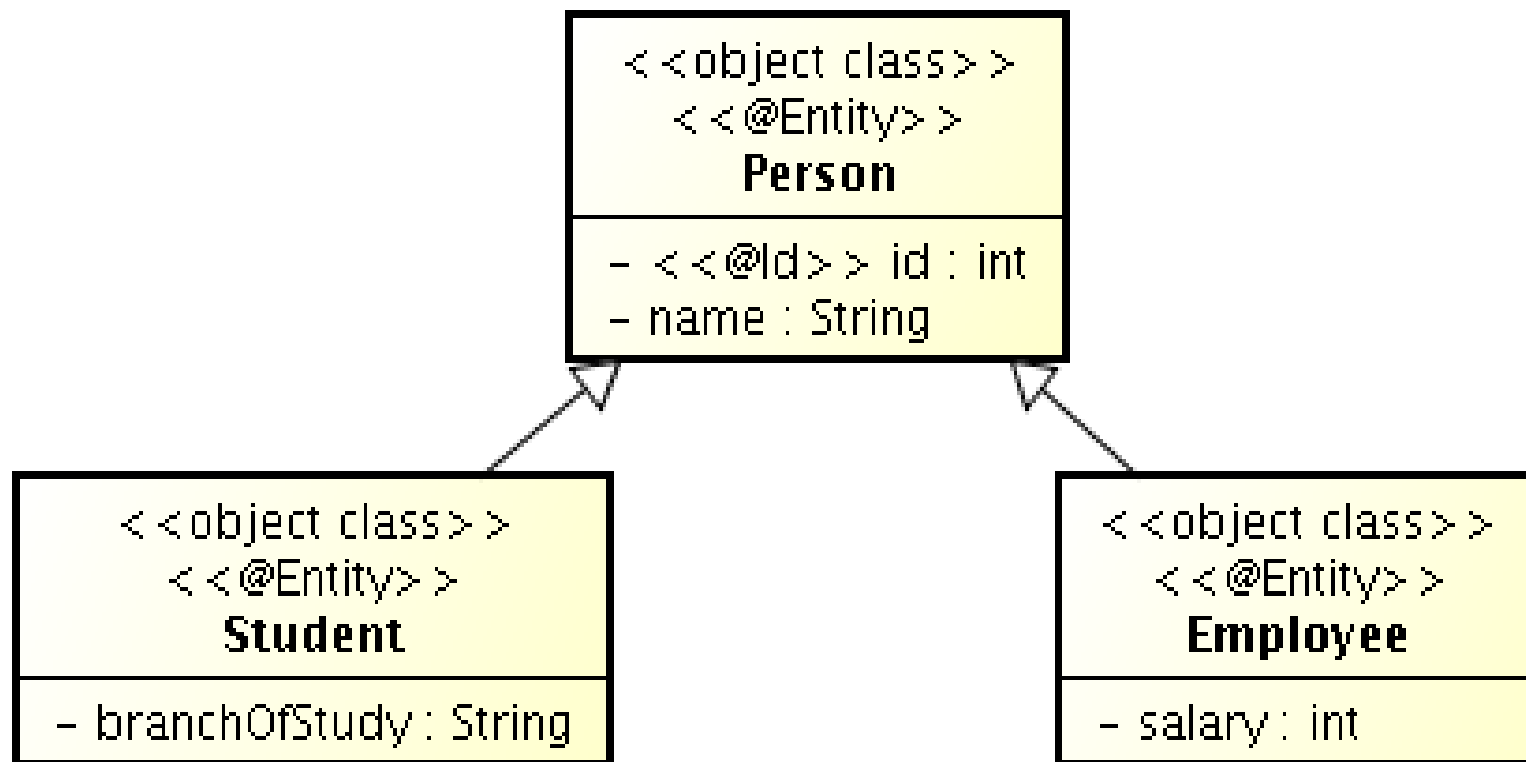 <<object class>>
<<@Entity>>
Person
- <<@Id>> id : int
- name : String
<<object class>>
<<@Entity>>
Student
- branchOfStudy : String
<<object class>>
<<@Entity>>
Employee
- salary : int